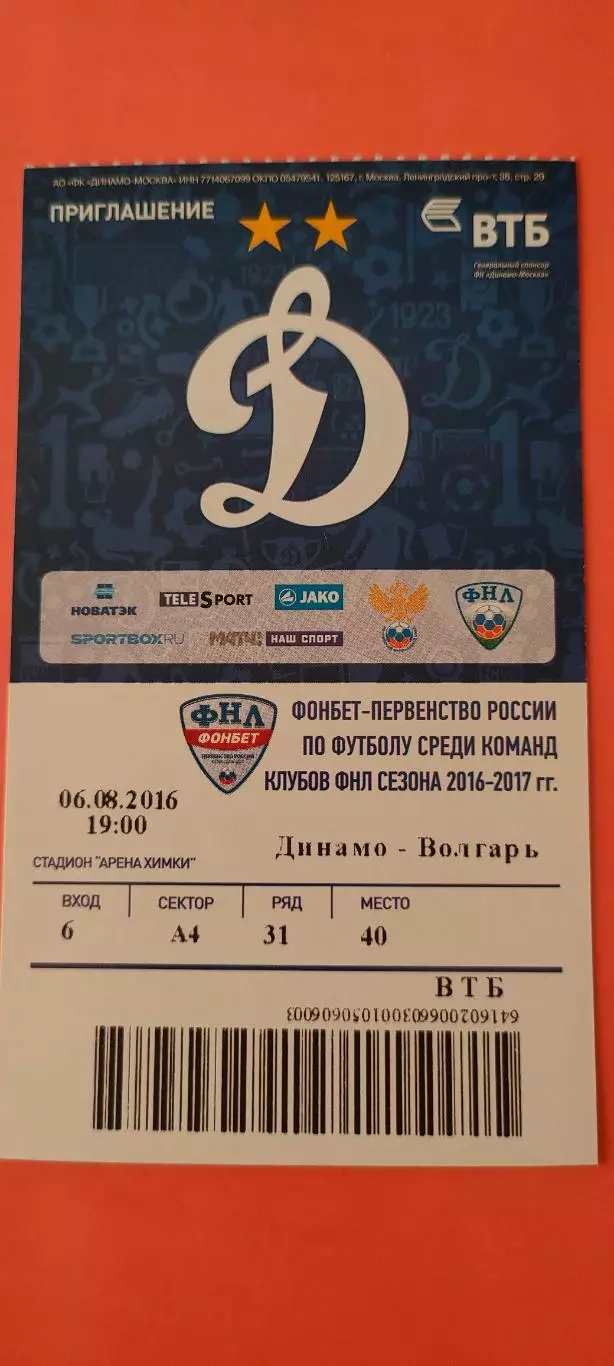 АО «ФК «ДИНАМО-МОСКВА» ИНН 7714067099 ОКПО 05479541. 125167, г. Москва, Ленинградский пр-т, 36, стр. 29
ПРИГЛАШЕНИЕ
ВТБ
Генеральный спонсор
ФК «Динамо-Москва»
1923
НОВАТЭК
TELESPORT
JAKO
ФНЛ
SPORTBOX.RU
МАТЧ!
НАШ СПОРТ
ФНЛ
ФОНБЕТ
ФОНБЕТ-ПЕРВЕНСТВО РОССИИ
ПО ФУТБОЛУ СРЕДИ КОМАНД
КЛУБОВ ФНЛ СЕЗОНА 2016-2017 гг.
06.08.2016
19:00
Динамо - Волгарь
СТАДИОН "АРЕНА ХИМКИ"
ВХОД СЕКТОР РЯД МЕСТО
6 A4 31 40
ВТБ